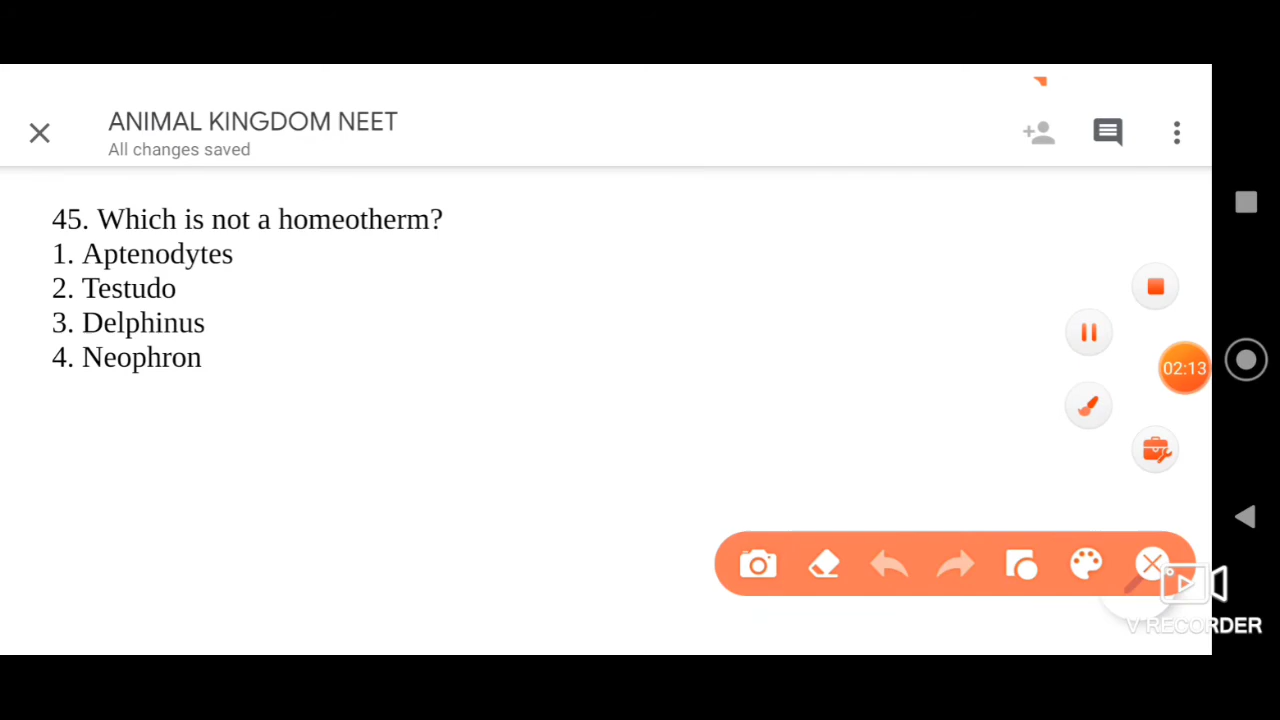 ANIMAL KINGDOM NEET
All changes saved
45. Which is not a homeotherm?
1. Aptenodytes
2. Testudo
3. Delphinus
4. Neophron
02:13
V RECORDER